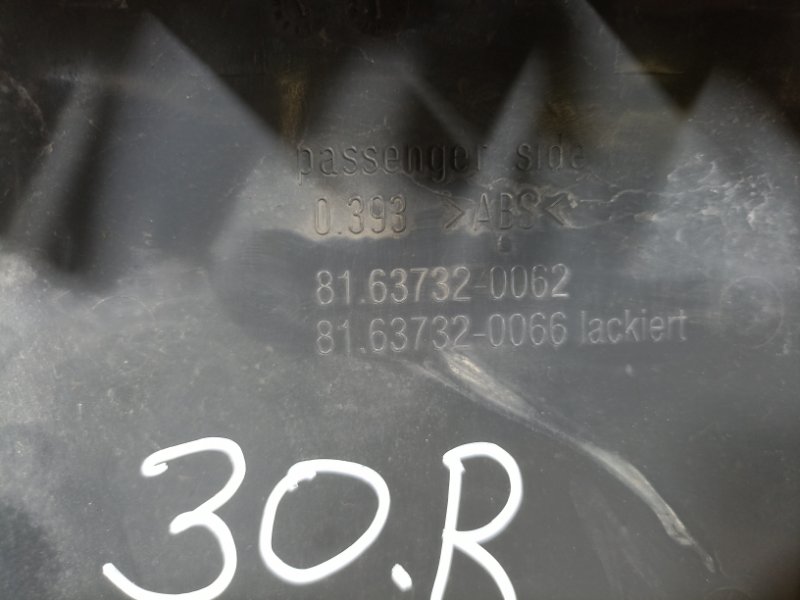 passenger side
0.393 >ABS<
81.63732-0062
81.63732-0066 lackiert
30.R